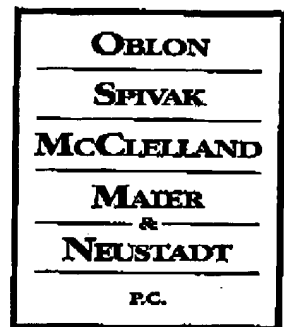 OBLON
SPIVAK
MCCLELLAND
MAIER
&
NEUSTADT
P.C.